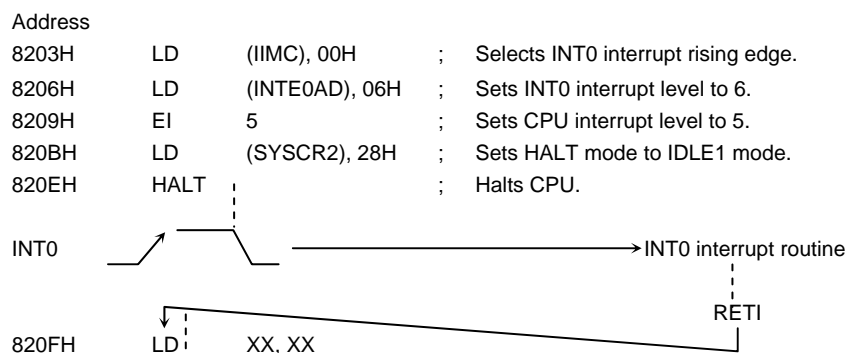 Address
8203H LD (IIMC), 00H ; Selects INT0 interrupt rising edge.
8206H LD (INTE0AD), 06H ; Sets INT0 interrupt level to 6.
8209H EI 5 ; Sets CPU interrupt level to 5.
820BH LD (SYSCR2), 28H ; Sets HALT mode to IDLE1 mode.
820EH HALT ; Halts CPU.
INT0 INT0 interrupt routine
RETI
820FH LD XX, XX